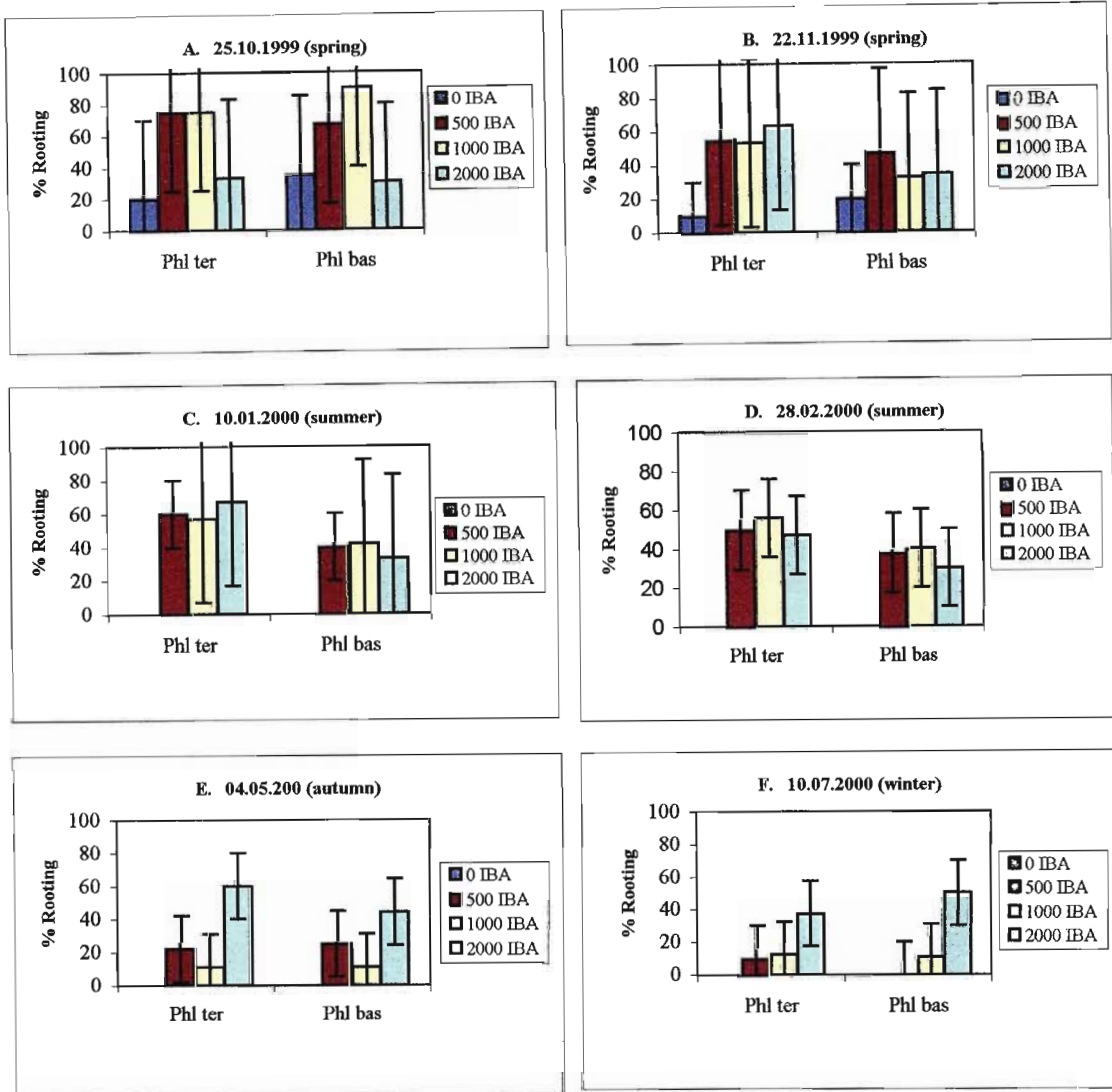 A. 25.10.1999 (spring)
% Rooting
100
80
60
40
20
0
Phl ter
Phl bas
0 IBA
500 IBA
1000 IBA
2000 IBA
B. 22.11.1999 (spring)
% Rooting
100
80
60
40
20
0
Phl ter
Phl bas
0 IBA
500 IBA
1000 IBA
2000 IBA
C. 10.01.2000 (summer)
% Rooting
100
80
60
40
20
0
Phl ter
Phl bas
0 IBA
500 IBA
1000 IBA
2000 IBA
D. 28.02.2000 (summer)
% Rooting
100
80
60
40
20
0
Phl ter
Phl bas
0 IBA
500 IBA
1000 IBA
2000 IBA
E. 04.05.200 (autumn)
% Rooting
100
80
60
40
20
0
Phl ter
Phl bas
0 IBA
500 IBA
1000 IBA
2000 IBA
F. 10.07.2000 (winter)
% Rooting
100
80
60
40
20
0
Phl ter
Phl bas
0 IBA
500 IBA
1000 IBA
2000 IBA